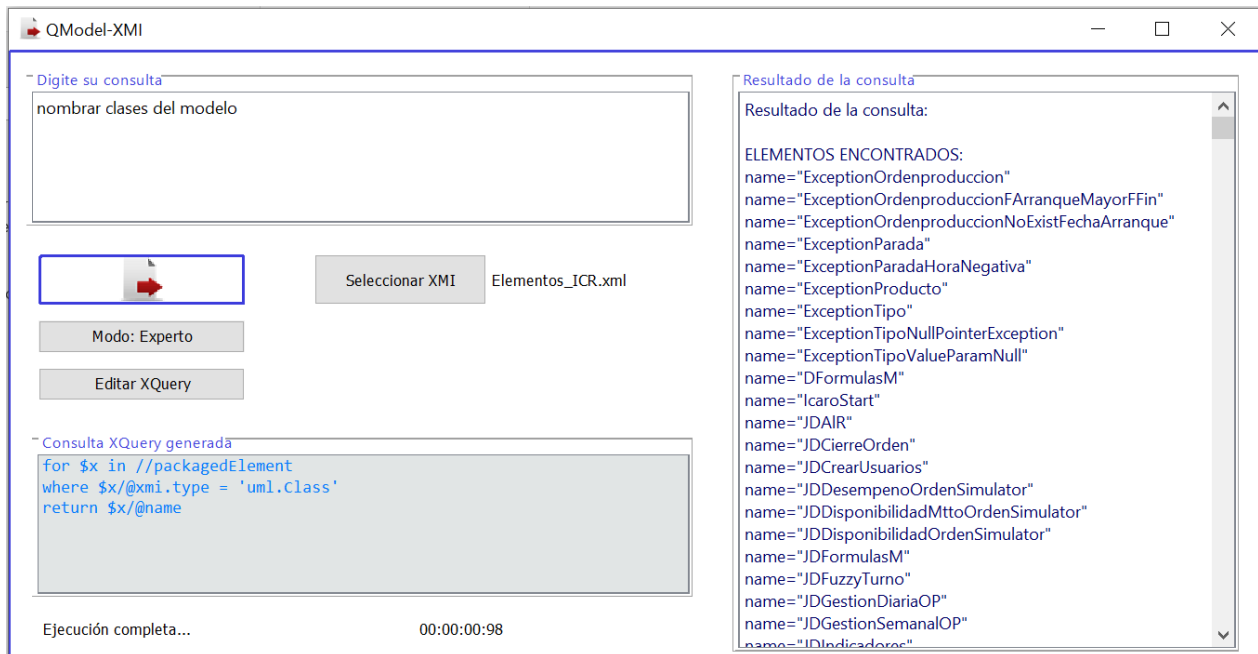 QModel-XMI
Digite su consulta
nombrar clases del modelo
Seleccionar XMI
Elementos_ICR.xml
Modo: Experto
Editar XQuery
Consulta XQuery generada
for $x in //packagedElement
where $x/@xmi.type = 'uml.Class'
return $x/@name
Ejecución completa...
00:00:00:98
Resultado de la consulta
Resultado de la consulta:
ELEMENTOS ENCONTRADOS:
name="ExceptionOrdenproduccion"
name="ExceptionOrdenproduccionFArranqueMayorFFin"
name="ExceptionOrdenproduccionNoExistFechaArranque"
name="ExceptionParada"
name="ExceptionParadaHoraNegativa"
name="ExceptionProducto"
name="ExceptionTipo"
name="ExceptionTipoNullPointerException"
name="ExceptionTipoValueParamNull"
name="DFormulasM"
name="IcaroStart"
name="JDAIR"
name="JDCierreOrden"
name="JDCrearUsuarios"
name="JDDesempenoOrdenSimulator"
name="JDDisponibilidadMttoOrdenSimulator"
name="JDDisponibilidadOrdenSimulator"
name="JDFormulasM"
name="JDFuzzyTurno"
name="JDGestionDiariaOP"
name="JDGestionSemanalOP"
name="JDIndicadores"